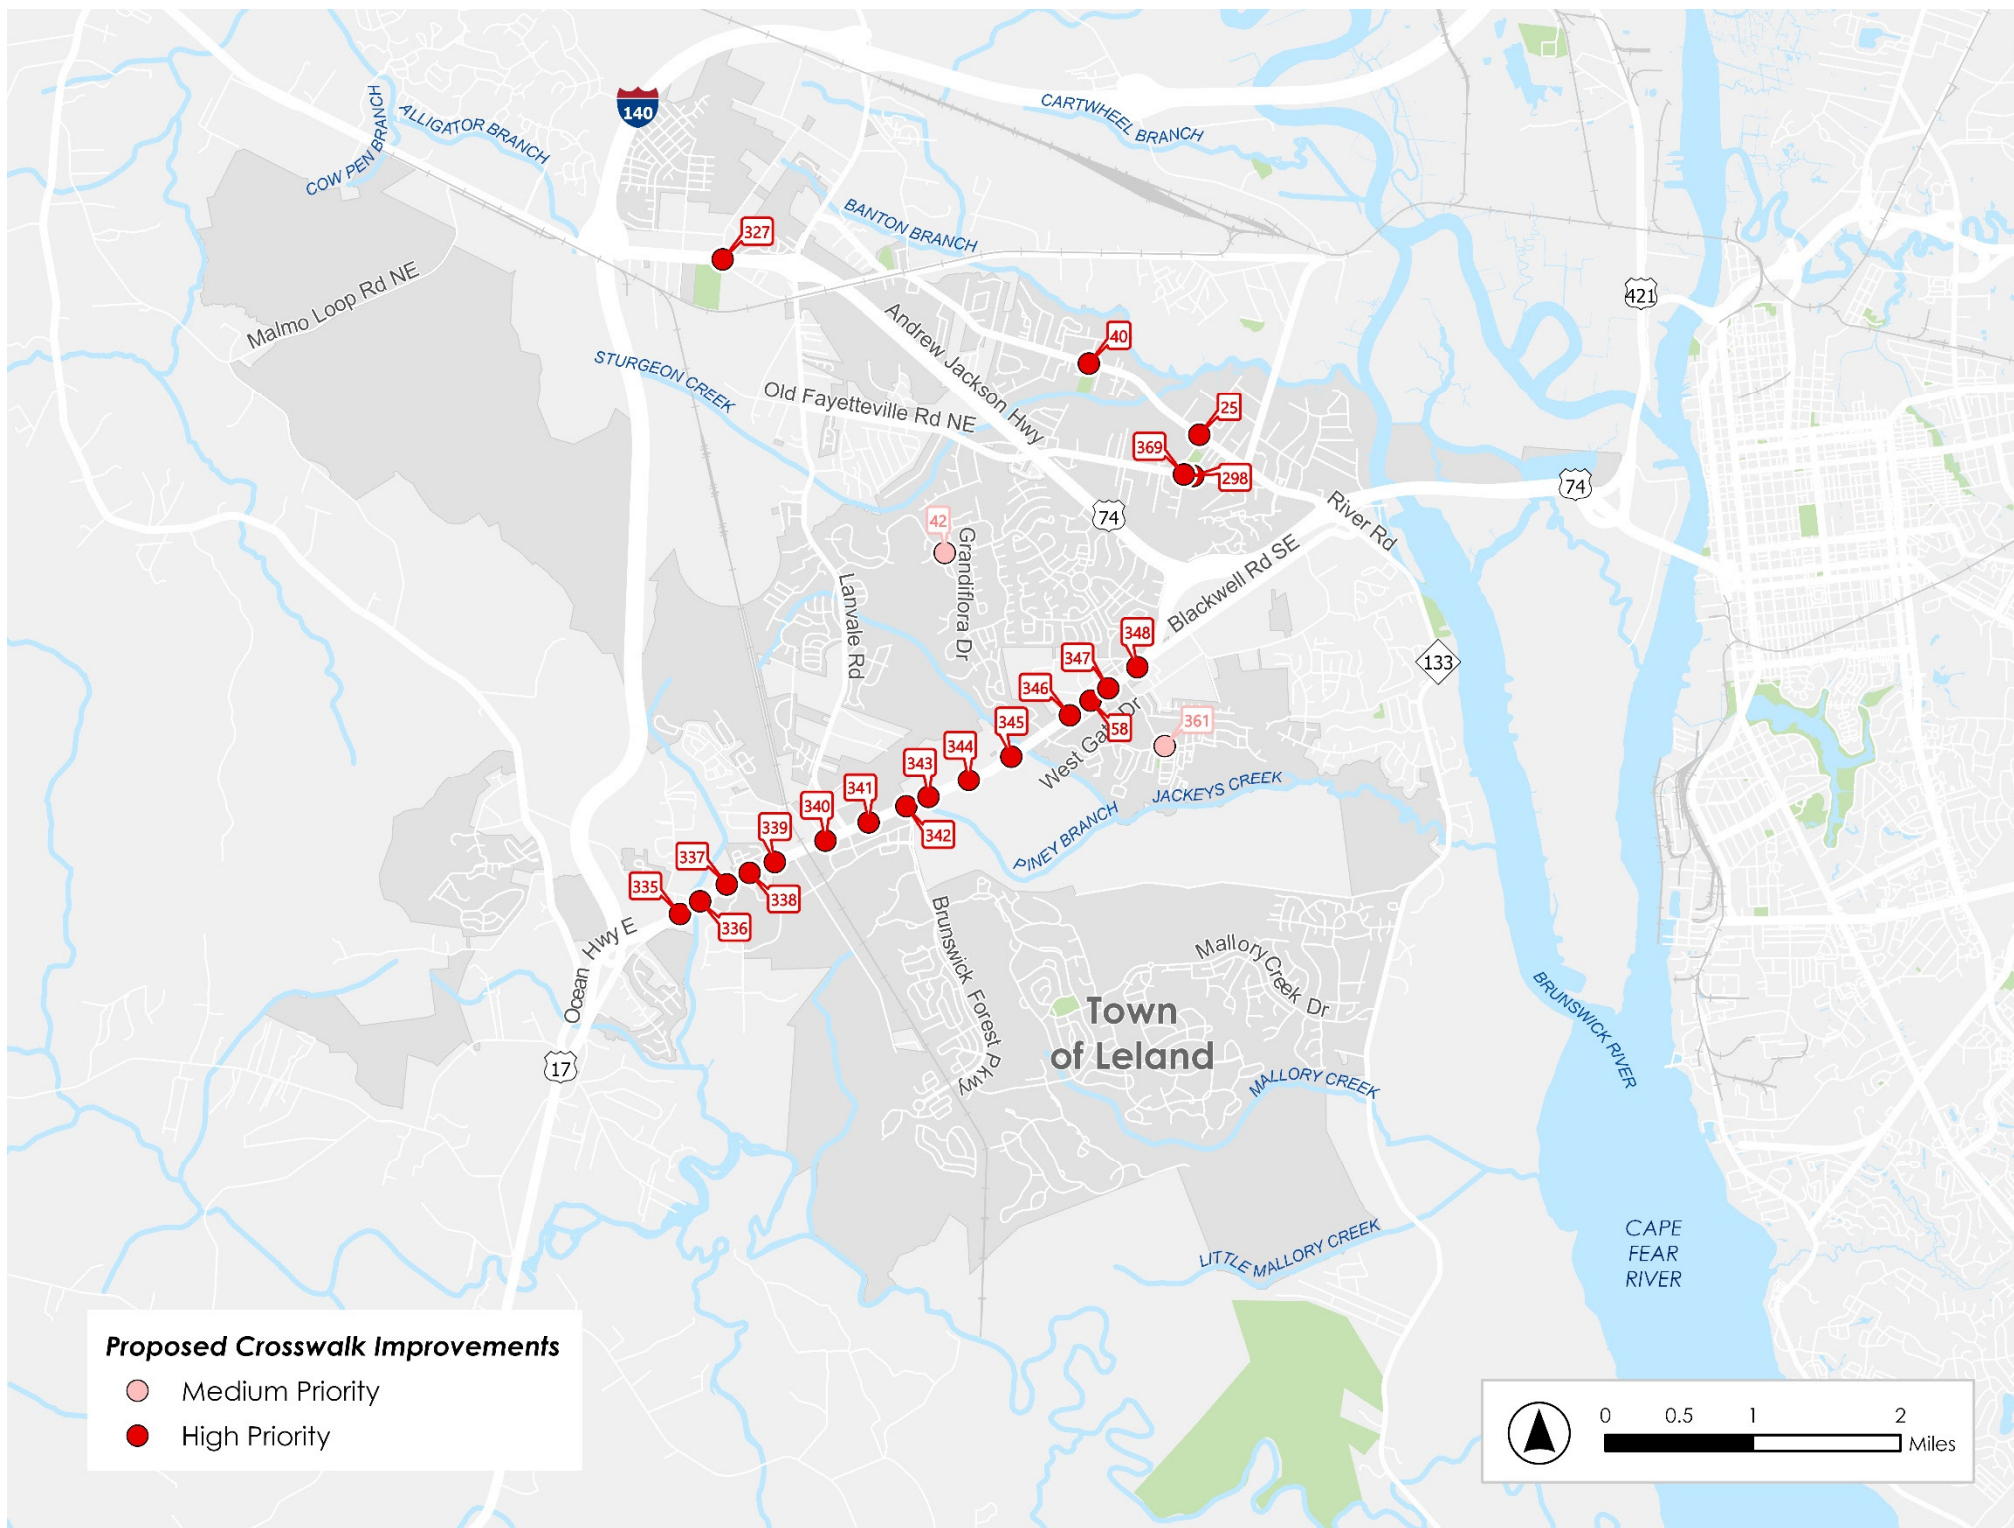 140
COW PEN BRANCH
ALLIGATOR BRANCH
CARTWHEEL BRANCH
BANTON BRANCH
327
Malmo Loop Rd NE
421
STURGEON CREEK
Andrew Jackson Hwy
40
Old Fayetteville Rd NE
25
369
298
74
74
River Rd
42
Grandiflora Dr
Blackwell Rd SE
Lanvale Rd
348
347
133
346
58
West Gate Dr
361
345
344
343
JACKEYS CREEK
341
340
342
PINEY BRANCH
339
337
338
335
336
Ocean Hwy E
Brunswick Forest Pkwy
Mallory Creek Dr
Town
of Leland
BRUNSWICK RIVER
17
MALLORY CREEK
LITTLE MALLORY CREEK
CAPE
FEAR
RIVER
Proposed Crosswalk Improvements
Medium Priority
High Priority
0 0.5 1 2
Miles